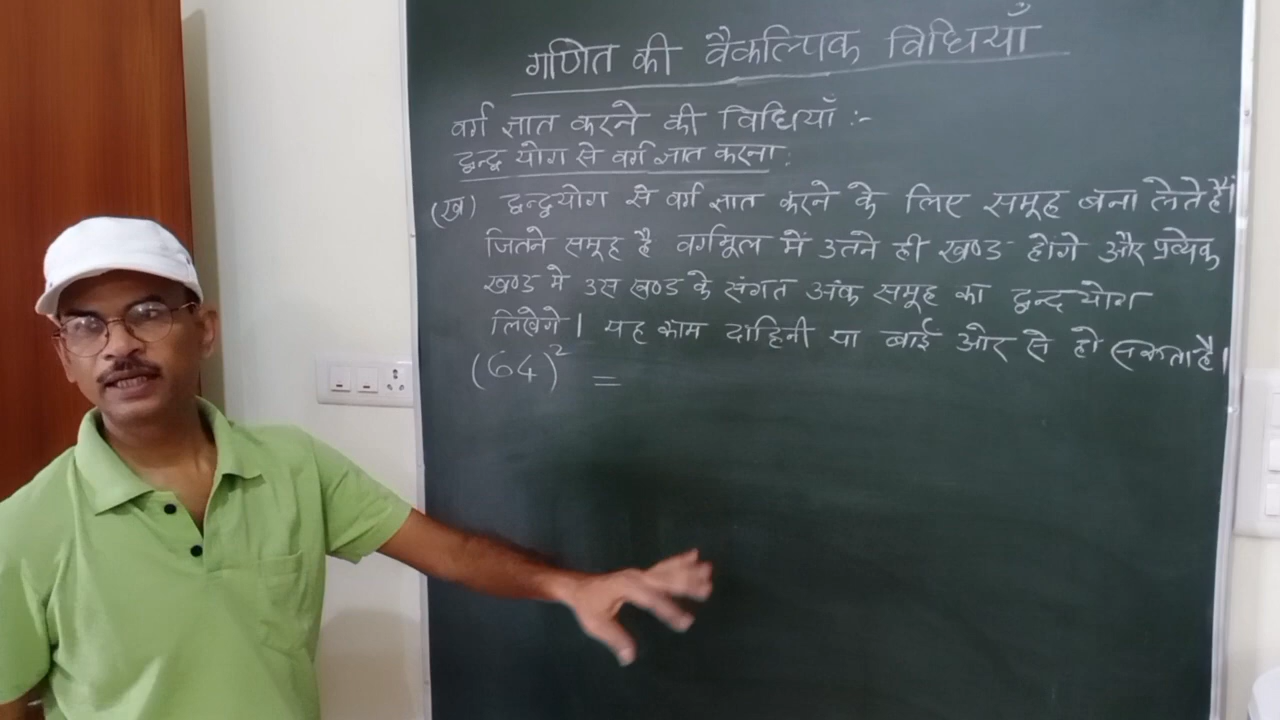 गणित की वैकल्पिक विधियाँ
वर्ग ज्ञात करने की विधियाँ :-
द्वन्द्व योग से वर्ग ज्ञात करना :
(ख) द्वन्द्वयोग से वर्ग ज्ञात करने के लिए समूह बना लेते हैं।
जितने समूह है वर्गमूल में उतने ही खण्ड होंगे और प्रत्येक
खण्ड मे उस खण्ड के संगत अंक समूह का द्वन्द्व योग
लिखेगे । यह काम दाहिनी या बाई ओर से हो सकता है।
(64)² =